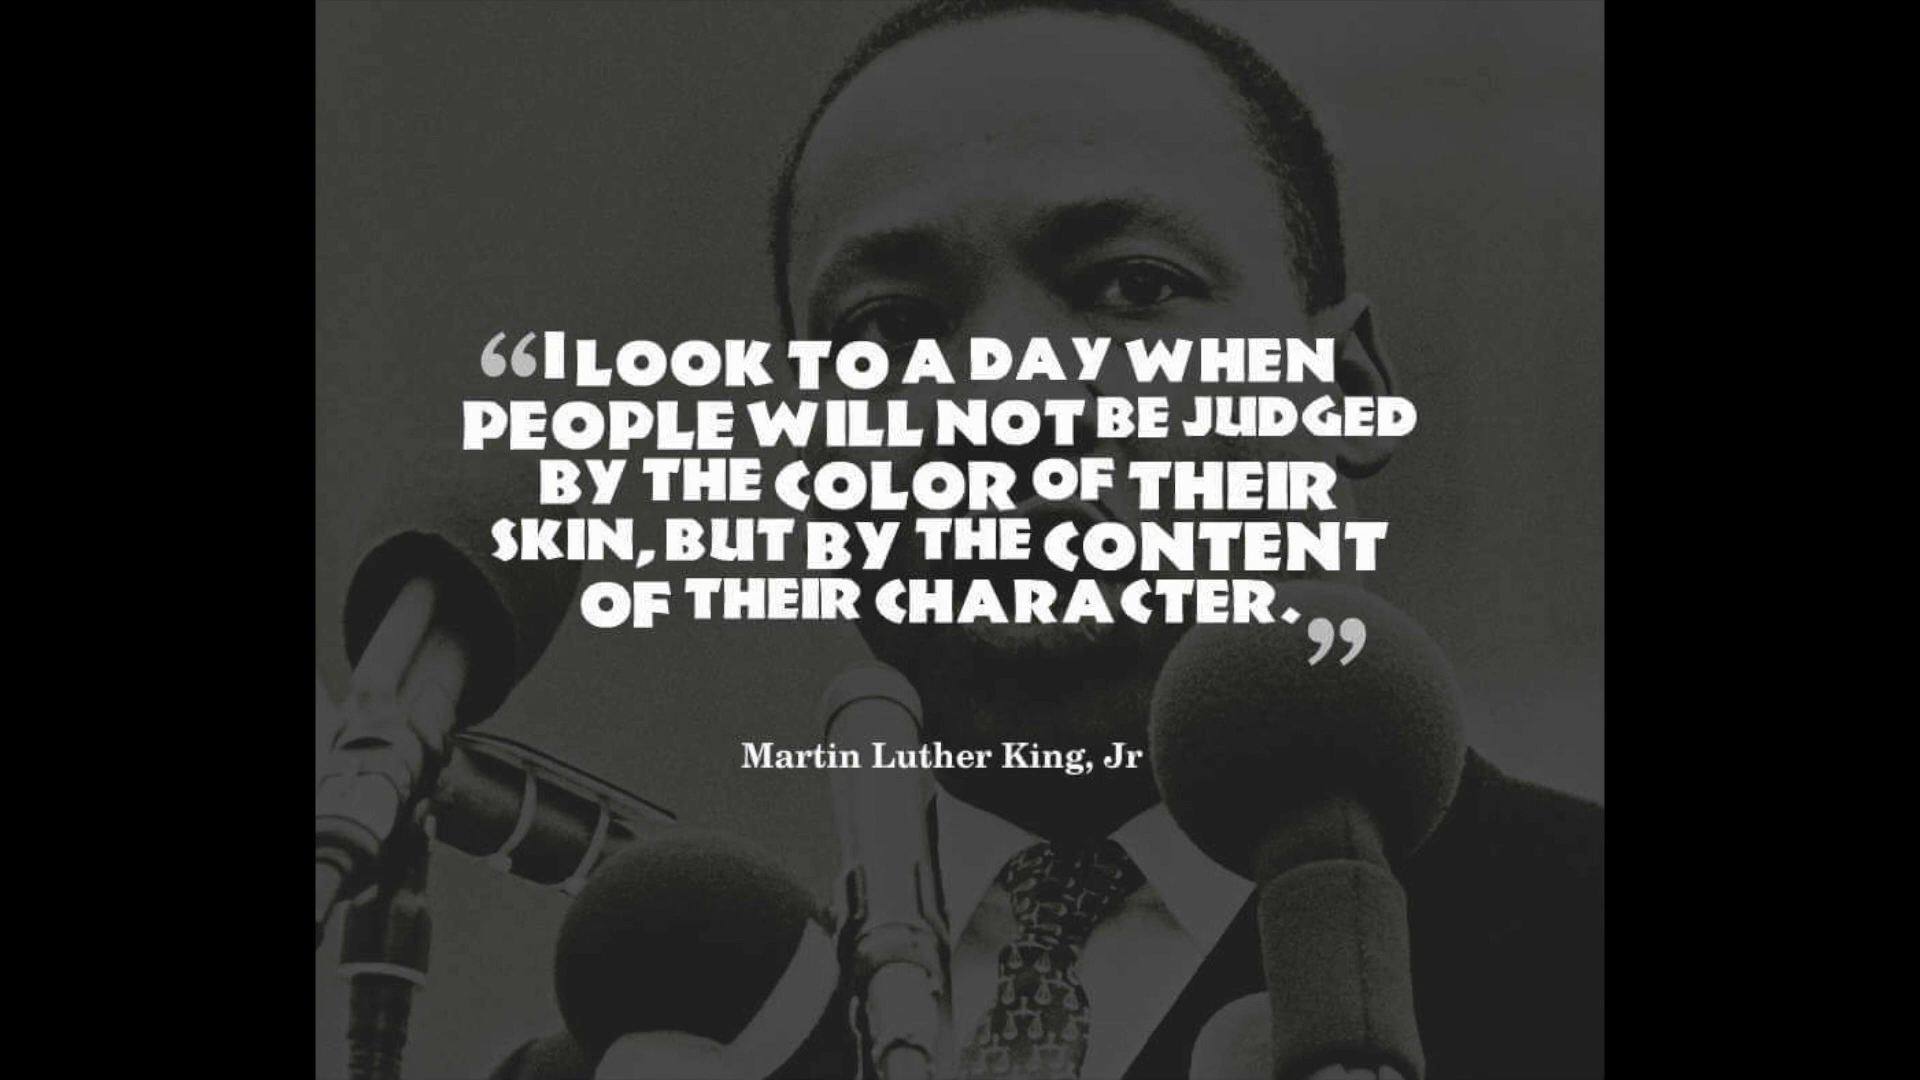 “I LOOK TO A DAY WHEN
PEOPLE WILL NOT BE JUDGED
BY THE COLOR OF THEIR
SKIN, BUT BY THE CONTENT
OF THEIR CHARACTER.”
Martin Luther King, Jr